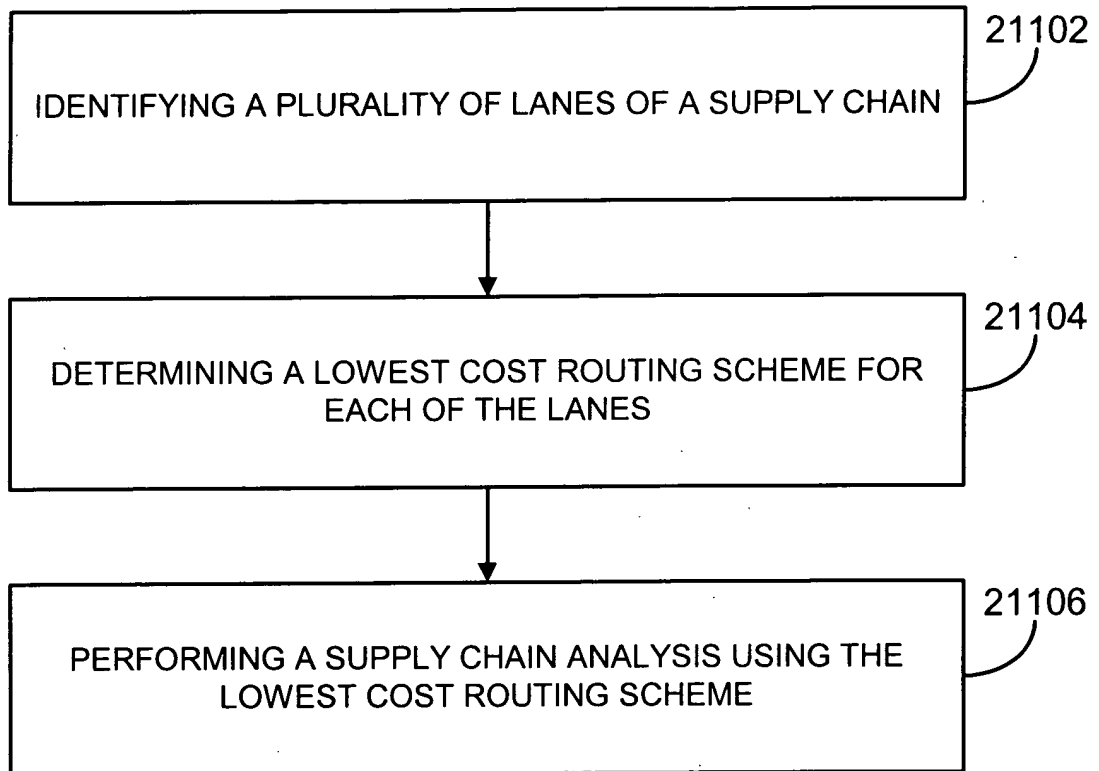 21102
IDENTIFYING A PLURALITY OF LANES OF A SUPPLY CHAIN
21104
DETERMINING A LOWEST COST ROUTING SCHEME FOR
EACH OF THE LANES
21106
PERFORMING A SUPPLY CHAIN ANALYSIS USING THE
LOWEST COST ROUTING SCHEME